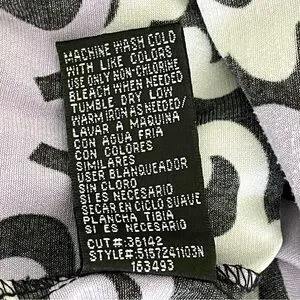 MACHINE WASH COLD
WITH LIKE COLORS
USE ONLY NON-CHLORINE
BLEACH WHEN NEEDED
TUMBLE DRY LOW
WARM IRON AS NEEDED/
LAVAR A MAQUINA
CON AGUA FRIA
CON COLORES
SIMILARES
USER BLANQUEADOR
SIN CLORO
SI ES NECESARIO
SECAR EN CICLO SUAVE
PLANCHA TIBIA
SI ES NECESARIO
CUT#:36142
STYLE#:5157241103N
163493